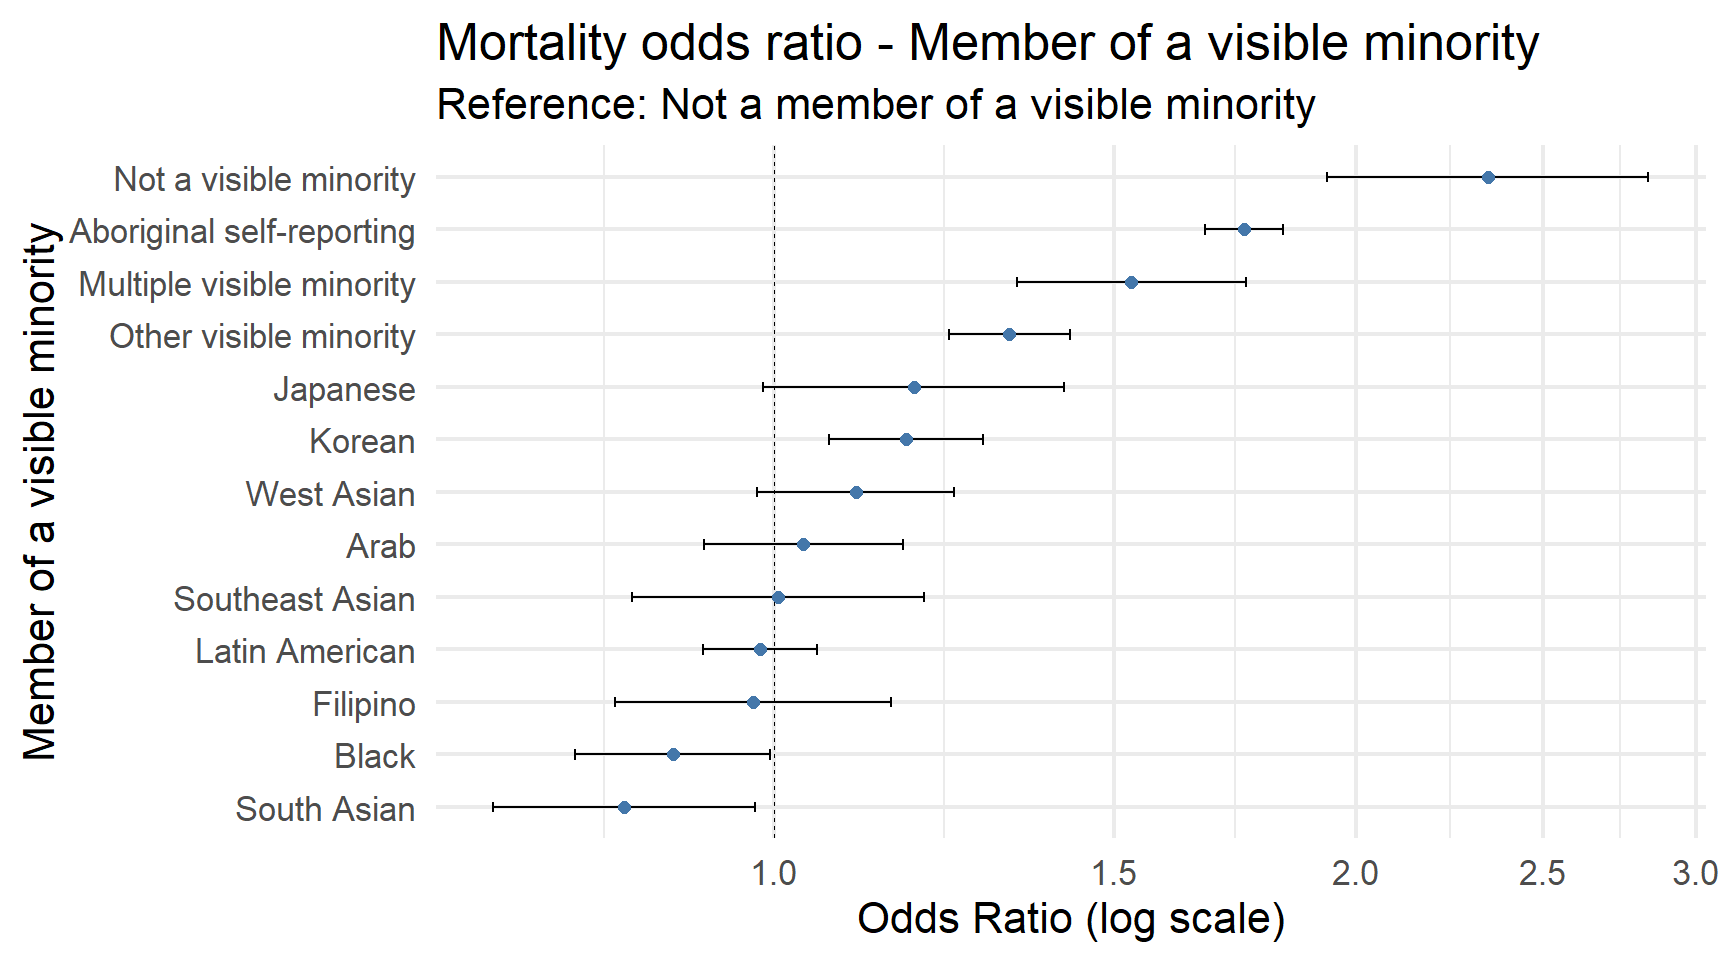 Mortality odds ratio - Member of a visible minority
Reference: Not a member of a visible minority
Member of a visible minority
Not a visible minority
Aboriginal self-reporting
Multiple visible minority
Other visible minority
Japanese
Korean
West Asian
Arab
Southeast Asian
Latin American
Filipino
Black
South Asian
1.0 1.5 2.0 2.5 3.0
Odds Ratio (log scale)